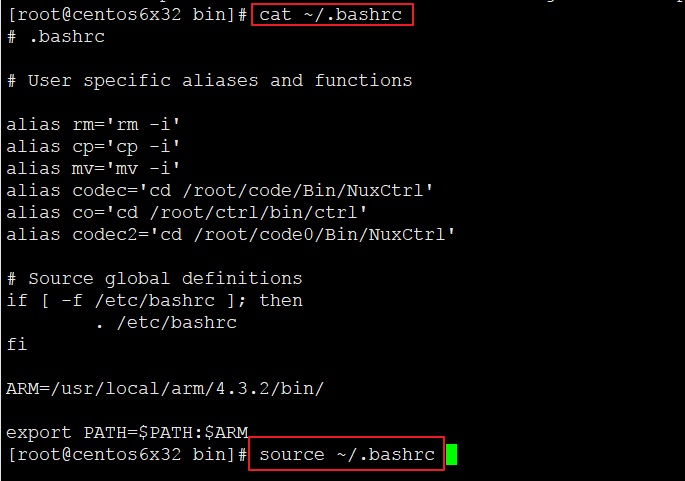 [root@centos6x32 bin]# cat ~/.bashrc
# .bashrc
# User specific aliases and functions
alias rm='rm -i'
alias cp='cp -i'
alias mv='mv -i'
alias codec='cd /root/code/Bin/NuxCtrl'
alias co='cd /root/ctrl/bin/ctrl'
alias codec2='cd /root/code0/Bin/NuxCtrl'
# Source global definitions
if [ -f /etc/bashrc ]; then
        . /etc/bashrc
fi
ARM=/usr/local/arm/4.3.2/bin/
export PATH=$PATH:$ARM
[root@centos6x32 bin]# source ~/.bashrc